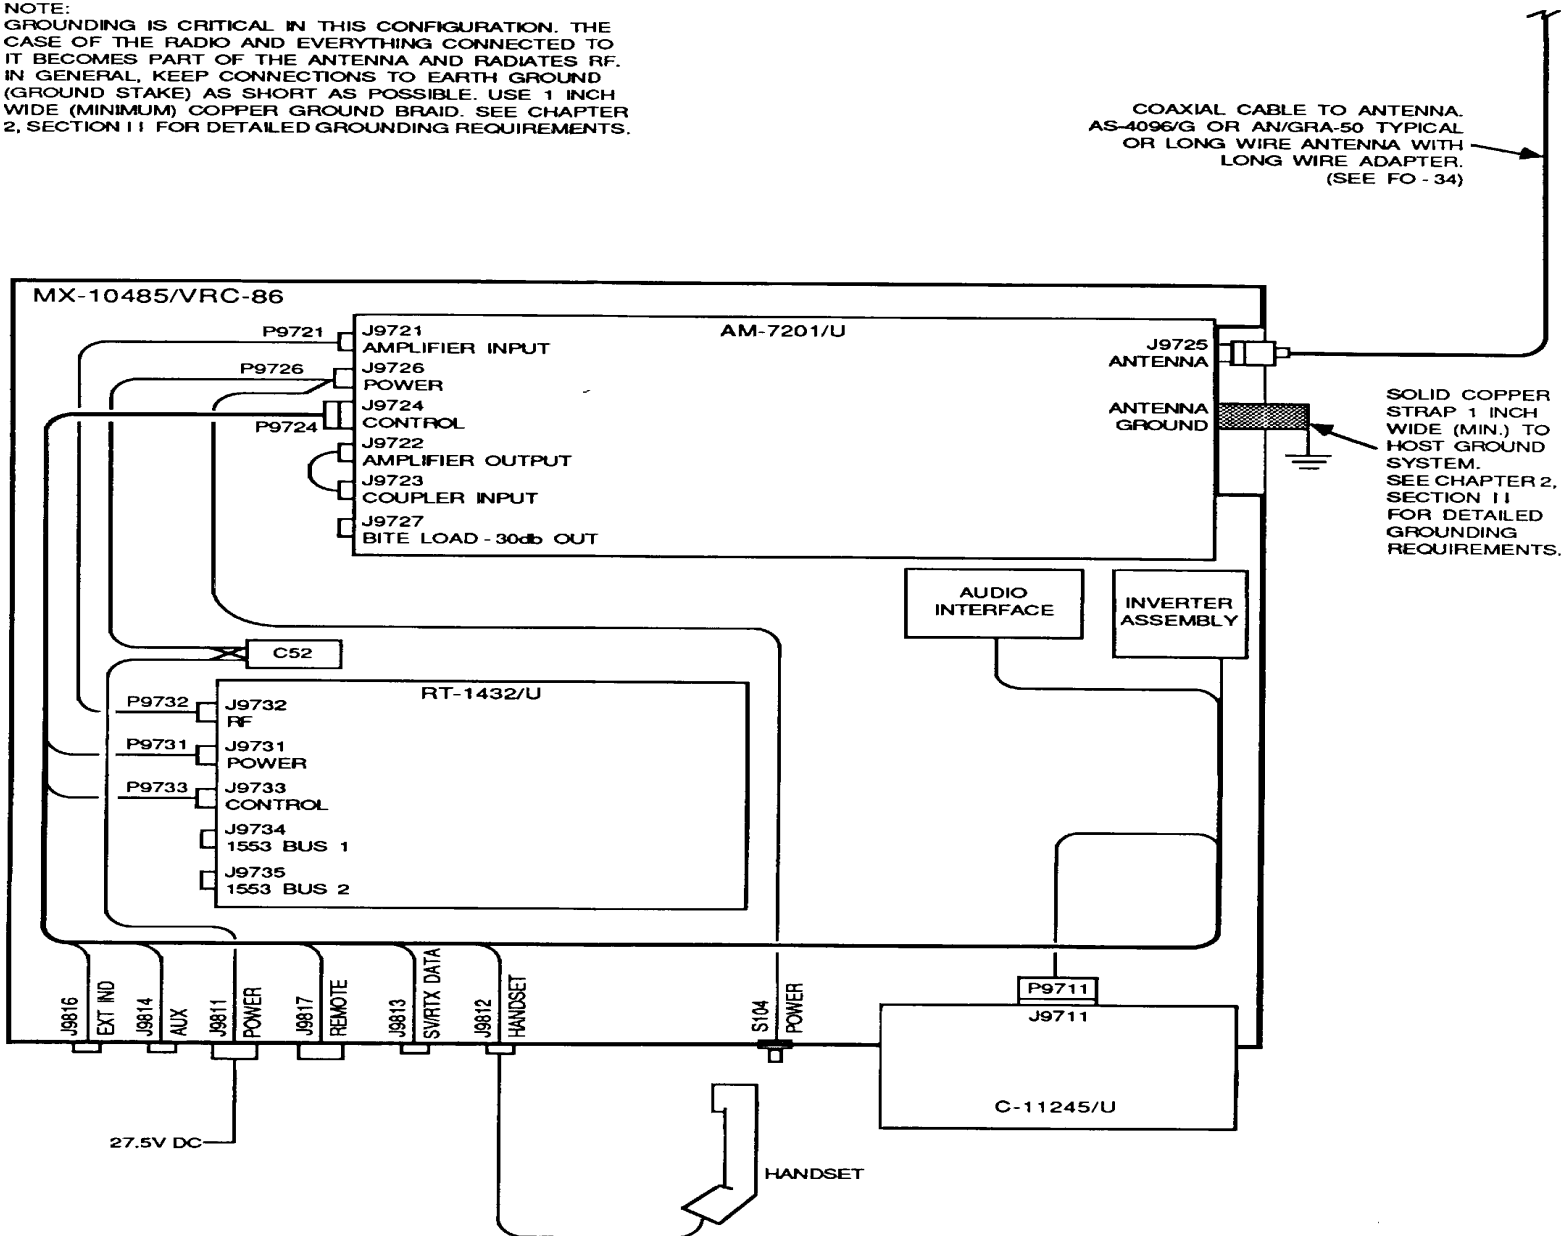 NOTE:
GROUNDING IS CRITICAL IN THIS CONFIGURATION. THE
CASE OF THE RADIO AND EVERYTHING CONNECTED TO
IT BECOMES PART OF THE ANTENNA AND RADIATES RF.
IN GENERAL, KEEP CONNECTIONS TO EARTH GROUND
(GROUND STAKE) AS SHORT AS POSSIBLE. USE 1 INCH
WIDE (MINIMUM) COPPER GROUND BRAID. SEE CHAPTER
2, SECTION II FOR DETAILED GROUNDING REQUIREMENTS.
COAXIAL CABLE TO ANTENNA.
AS-4096/G OR AN/GRA-50 TYPICAL
OR LONG WIRE ANTENNA WITH
LONG WIRE ADAPTER.
(SEE FO - 34)
MX-10485/VRC-86
AM-7201/U
P9721
J9721
AMPLIFIER INPUT
P9726
J9726
POWER
P9724
J9724
CONTROL
J9722
AMPLIFIER OUTPUT
J9723
COUPLER INPUT
J9727
BITE LOAD - 30db OUT
J9725
ANTENNA
ANTENNA
GROUND
SOLID COPPER
STRAP 1 INCH
WIDE (MIN.) TO
HOST GROUND
SYSTEM.
SEE CHAPTER 2,
SECTION II
FOR DETAILED
GROUNDING
REQUIREMENTS.
AUDIO
INTERFACE
INVERTER
ASSEMBLY
C52
RT-1432/U
P9732
J9732
RF
P9731
J9731
POWER
P9733
J9733
CONTROL
J9734
1553 BUS 1
J9735
1553 BUS 2
J9816
EXT IND
J9814
AUX
J9811
POWER
J9817
REMOTE
J9813
SV/RTX DATA
J9812
HANDSET
S104
POWER
P9711
J9711
C-11245/U
27.5V DC
HANDSET